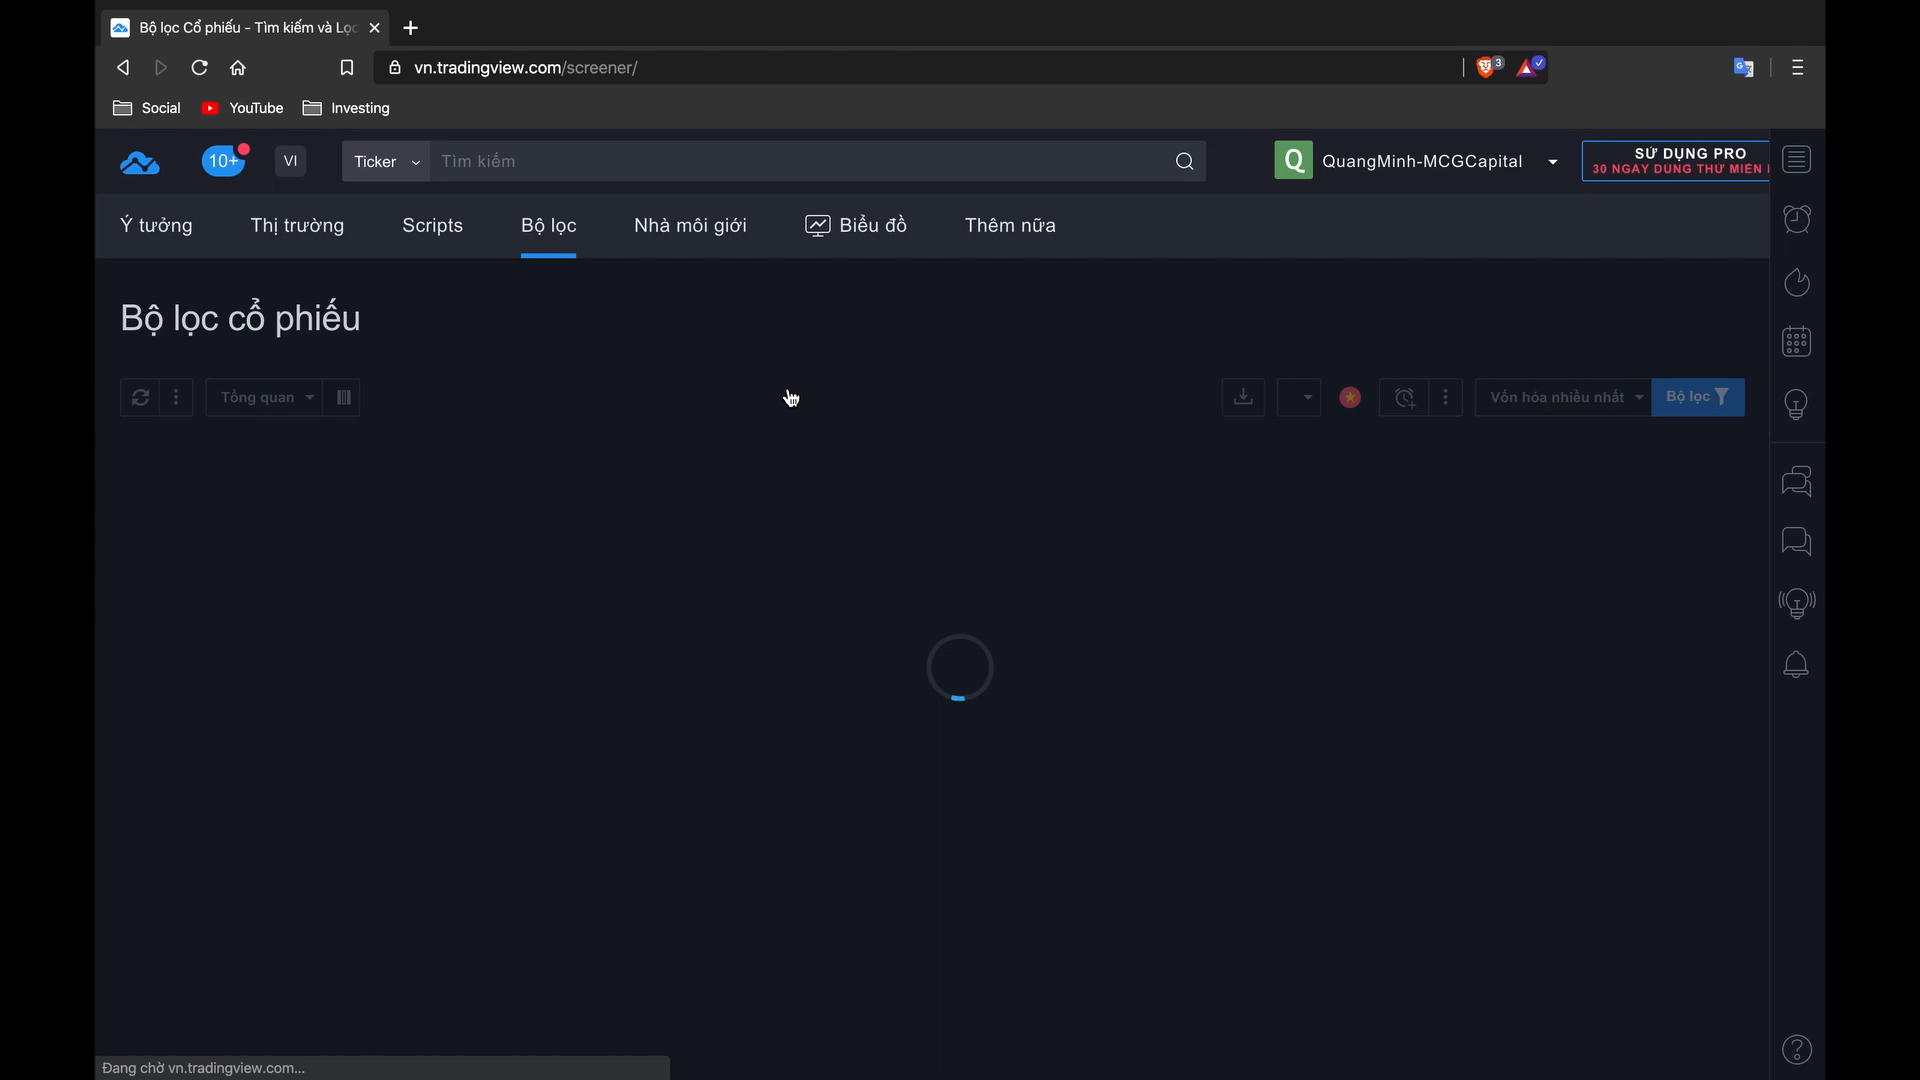 Bộ lọc Cổ phiếu - Tìm kiếm và Lọc
vn.tradingview.com/screener/
3
Social
YouTube
Investing
10+
VI
Ticker
Tìm kiếm
Q
QuangMinh-MCGCapital
SỬ DỤNG PRO
30 NGÀY DÙNG THỬ MIỄN
Ý tưởng
Thị trường
Scripts
Bộ lọc
Nhà môi giới
Biểu đồ
Thêm nữa
Bộ lọc cổ phiếu
Tổng quan
Vốn hóa nhiều nhất
Bộ lọc
Đang chờ vn.tradingview.com...